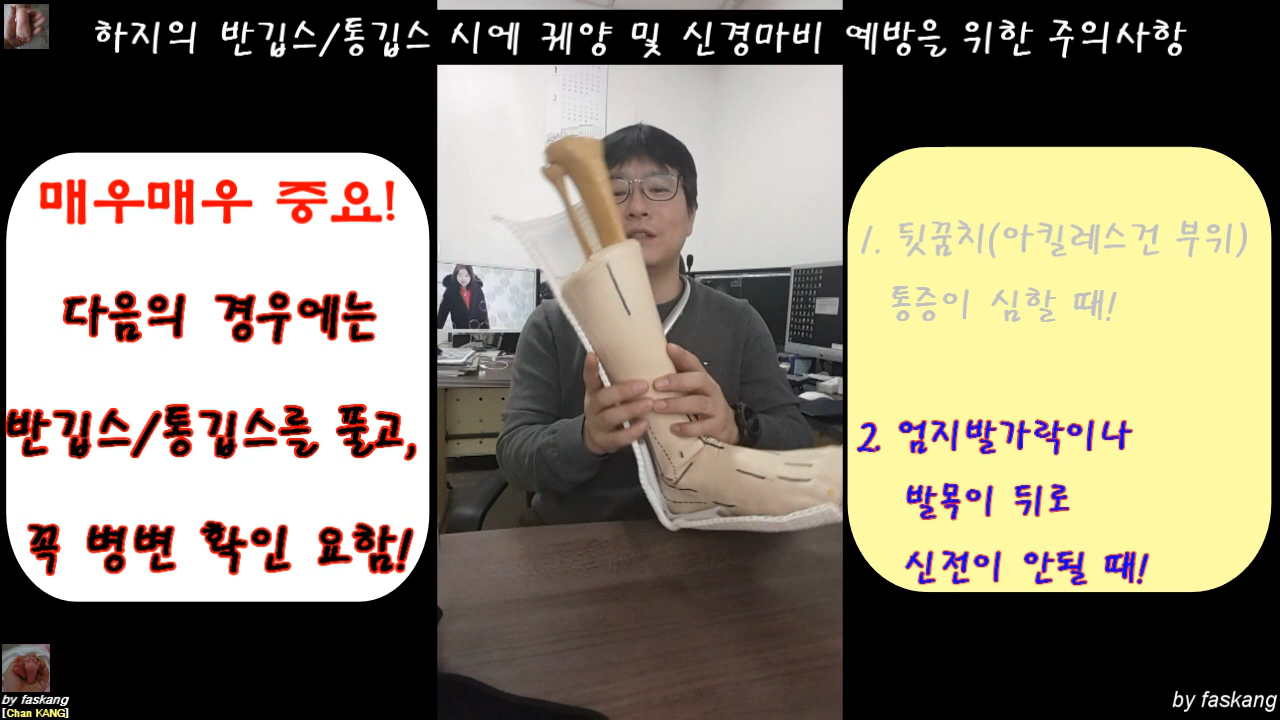 하지의 반깁스/통깁스 시에 궤양 및 신경마비 예방을 위한 주의사항
매우매우 중요!
다음의 경우에는
반깁스/통깁스를 풀고,
꼭 병변 확인 요함!
1. 뒷꿈치(아킬레스건 부위)
통증이 심할 때!
2. 엄지발가락이나
발목이 뒤로
신전이 안될 때!
by faskang
[Chan KANG]
by faskang